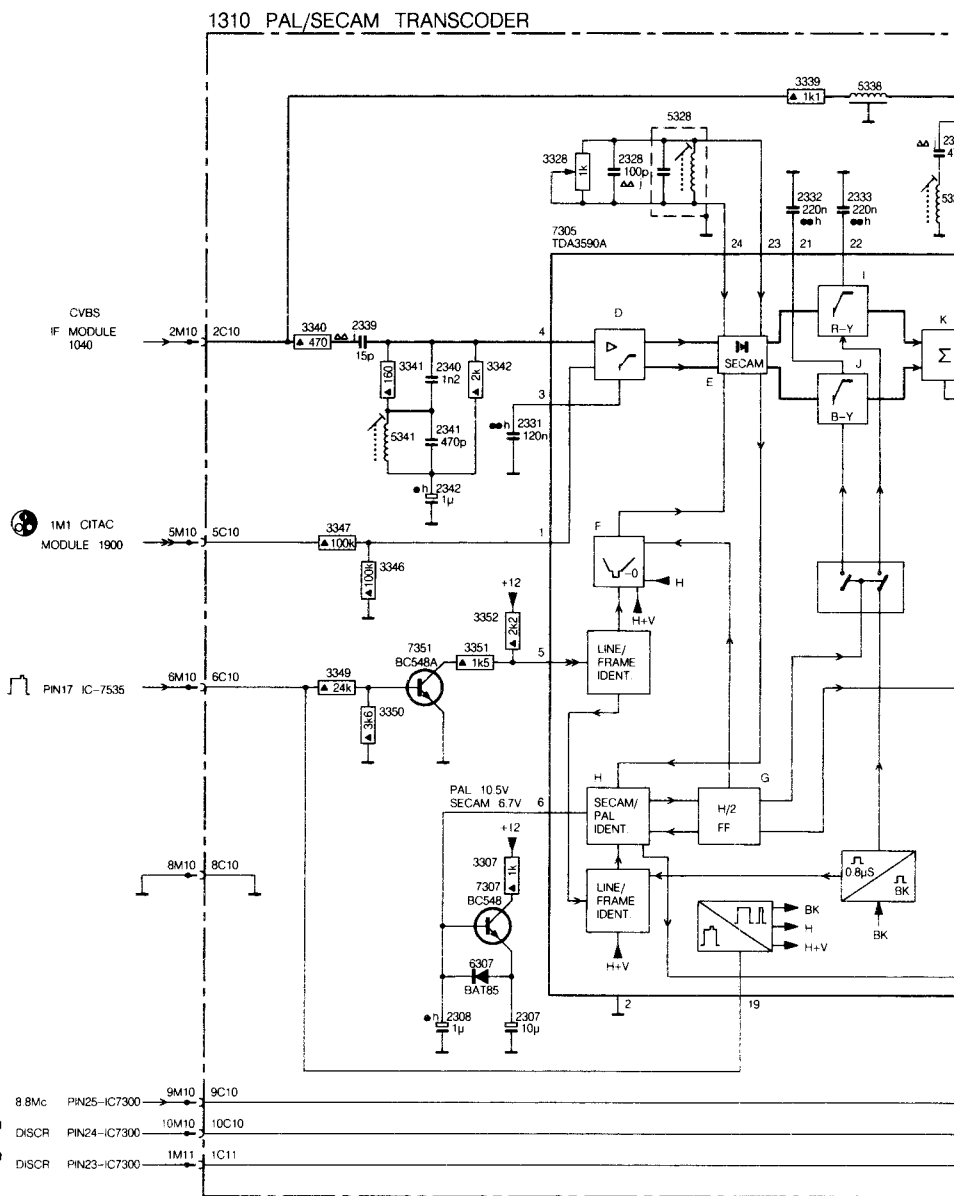 1310 PAL/SECAM TRANSCODER
3339
1k1
5338
5328
3328
1k
2328
100p
2332
220n
h
2333
220n
h
7305
TDA3590A
24
23
21
22
CVBS
IF MODULE
1040
2M10
2C10
3340
470
2339
15p
3341
160
2340
1n2
2k
3342
5341
2341
470p
h 2342
1µ
4
3
h 2331
120n
D
SECAM
E
I
R-Y
J
B-Y
K
Σ
1M1 CITAC
MODULE 1900
5M10
5C10
3347
100k
3346
100k
1
F
-0
H
H+V
+12
3352
2k2
7351
BC548A
3351
1k5
5
LINE/
FRAME
IDENT.
PIN17 IC-7535
6M10
6C10
3349
24k
3350
3k6
PAL 10.5V
SECAM 6.7V
6
H
SECAM/
PAL
IDENT.
G
H/2
FF
+12
3307
1k
7307
BC548
8M10
8C10
LINE/
FRAME
IDENT.
H+V
0.8µS
BK
BK
BK
H
H+V
6307
BAT85
h 2308
1µ
2307
10µ
2
19
8.8Mc PIN25-IC7300
9M10
9C10
DISCR PIN24-IC7300
10M10
10C10
DISCR PIN23-IC7300
1M11
1C11